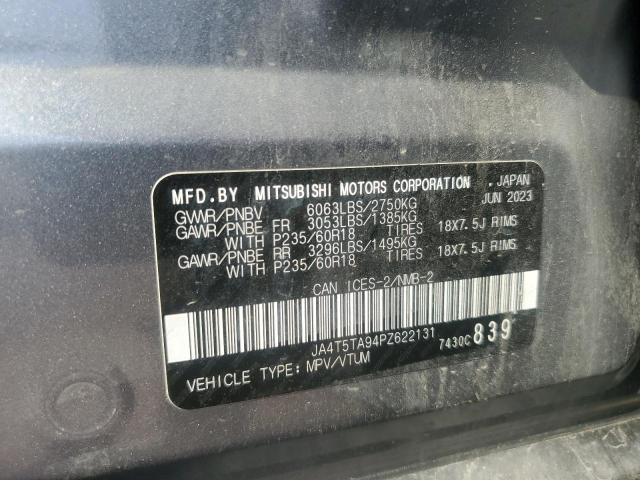 MFD.BY MITSUBISHI MOTORS CORPORATION . JAPAN
GVWR/PNBV 6063LBS/2750KG JUN 2023
GAWR/PNBE FR 3053LBS/1385KG
WITH P235/60R18 TIRES 18X7.5J RIMS
GAWR/PNBE RR 3296LBS/1495KG
WITH P235/60R18 TIRES 18X7.5J RIMS
CAN ICES-2/NMB-2
JA4T5TA94PZ622131
7430C 839
VEHICLE TYPE: MPV/VTUM